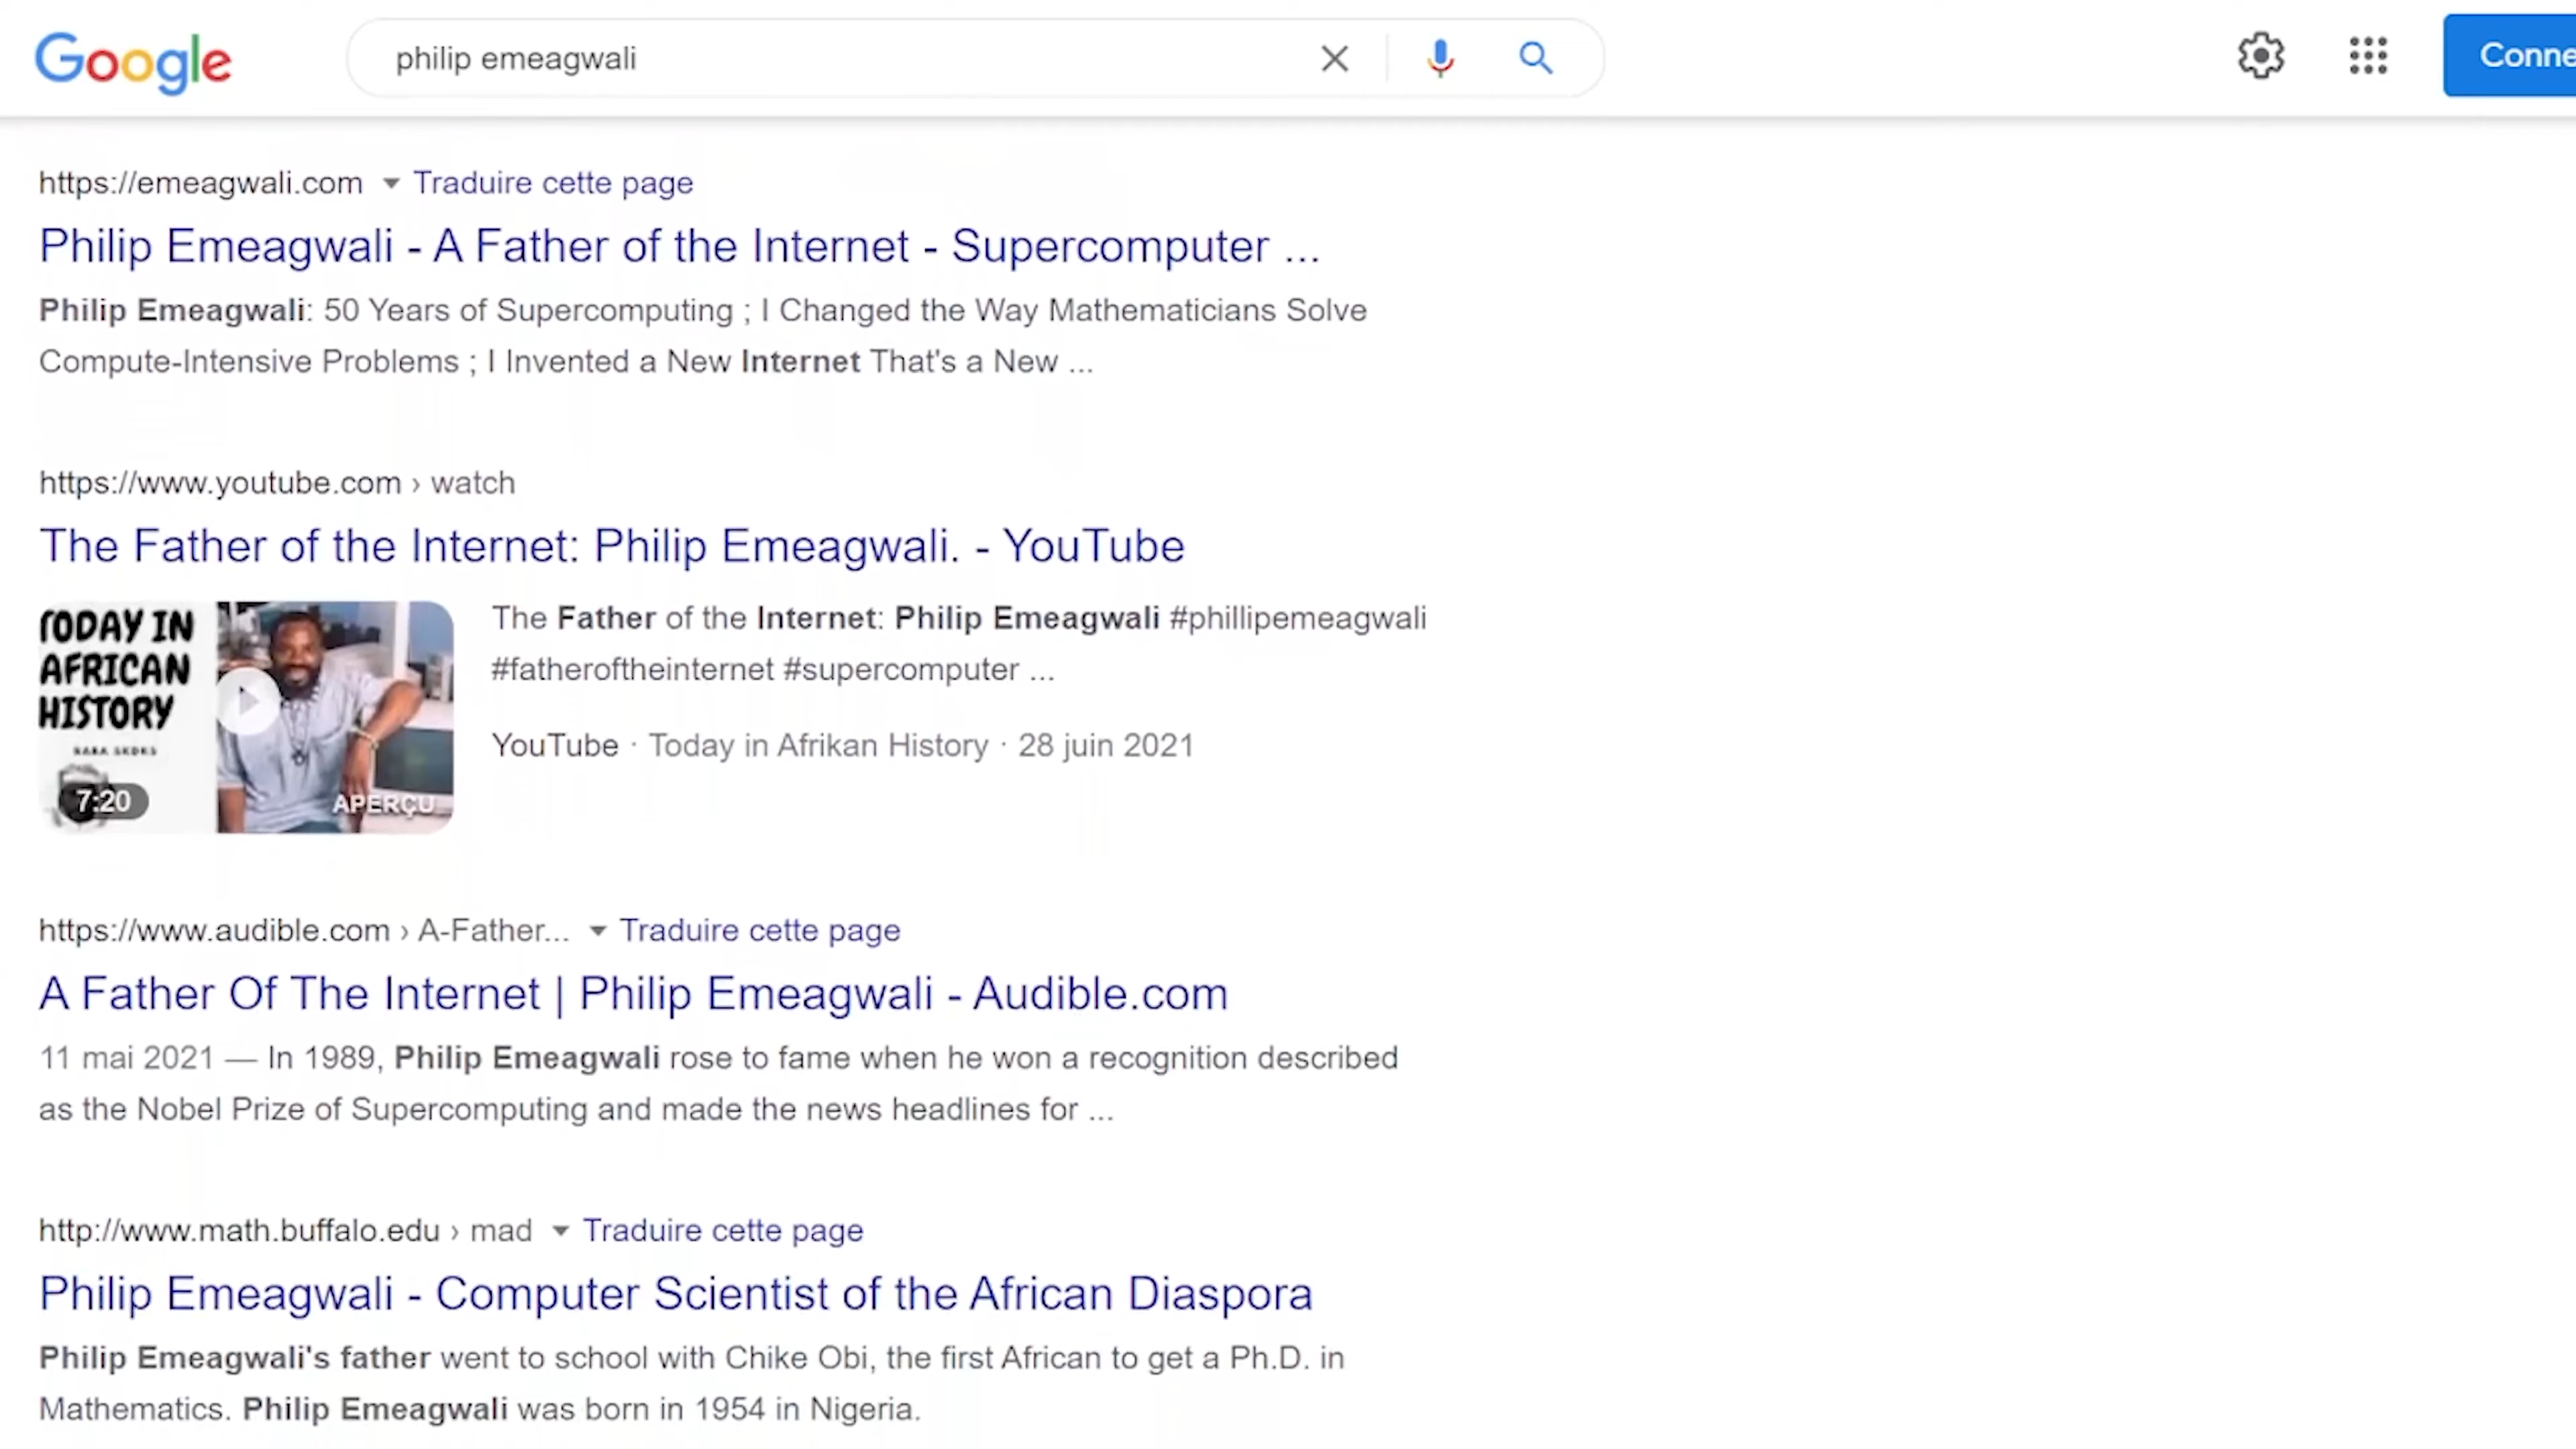 Google
philip emeagwali
Conne
https://emeagwali.com Traduire cette page
Philip Emeagwali - A Father of the Internet - Supercomputer ...
Philip Emeagwali: 50 Years of Supercomputing ; I Changed the Way Mathematicians Solve
Compute-Intensive Problems ; I Invented a New Internet That's a New ...
https://www.youtube.com › watch
The Father of the Internet: Philip Emeagwali. - YouTube
TODAY IN
AFRICAN
HISTORY
7:20
APERÇU
The Father of the Internet: Philip Emeagwali #phillipemeagwali
#fatheroftheinternet #supercomputer ...
YouTube · Today in Afrikan History · 28 juin 2021
https://www.audible.com › A-Father... Traduire cette page
A Father Of The Internet | Philip Emeagwali - Audible.com
11 mai 2021 — In 1989, Philip Emeagwali rose to fame when he won a recognition described
as the Nobel Prize of Supercomputing and made the news headlines for ...
http://www.math.buffalo.edu › mad Traduire cette page
Philip Emeagwali - Computer Scientist of the African Diaspora
Philip Emeagwali's father went to school with Chike Obi, the first African to get a Ph.D. in
Mathematics. Philip Emeagwali was born in 1954 in Nigeria.